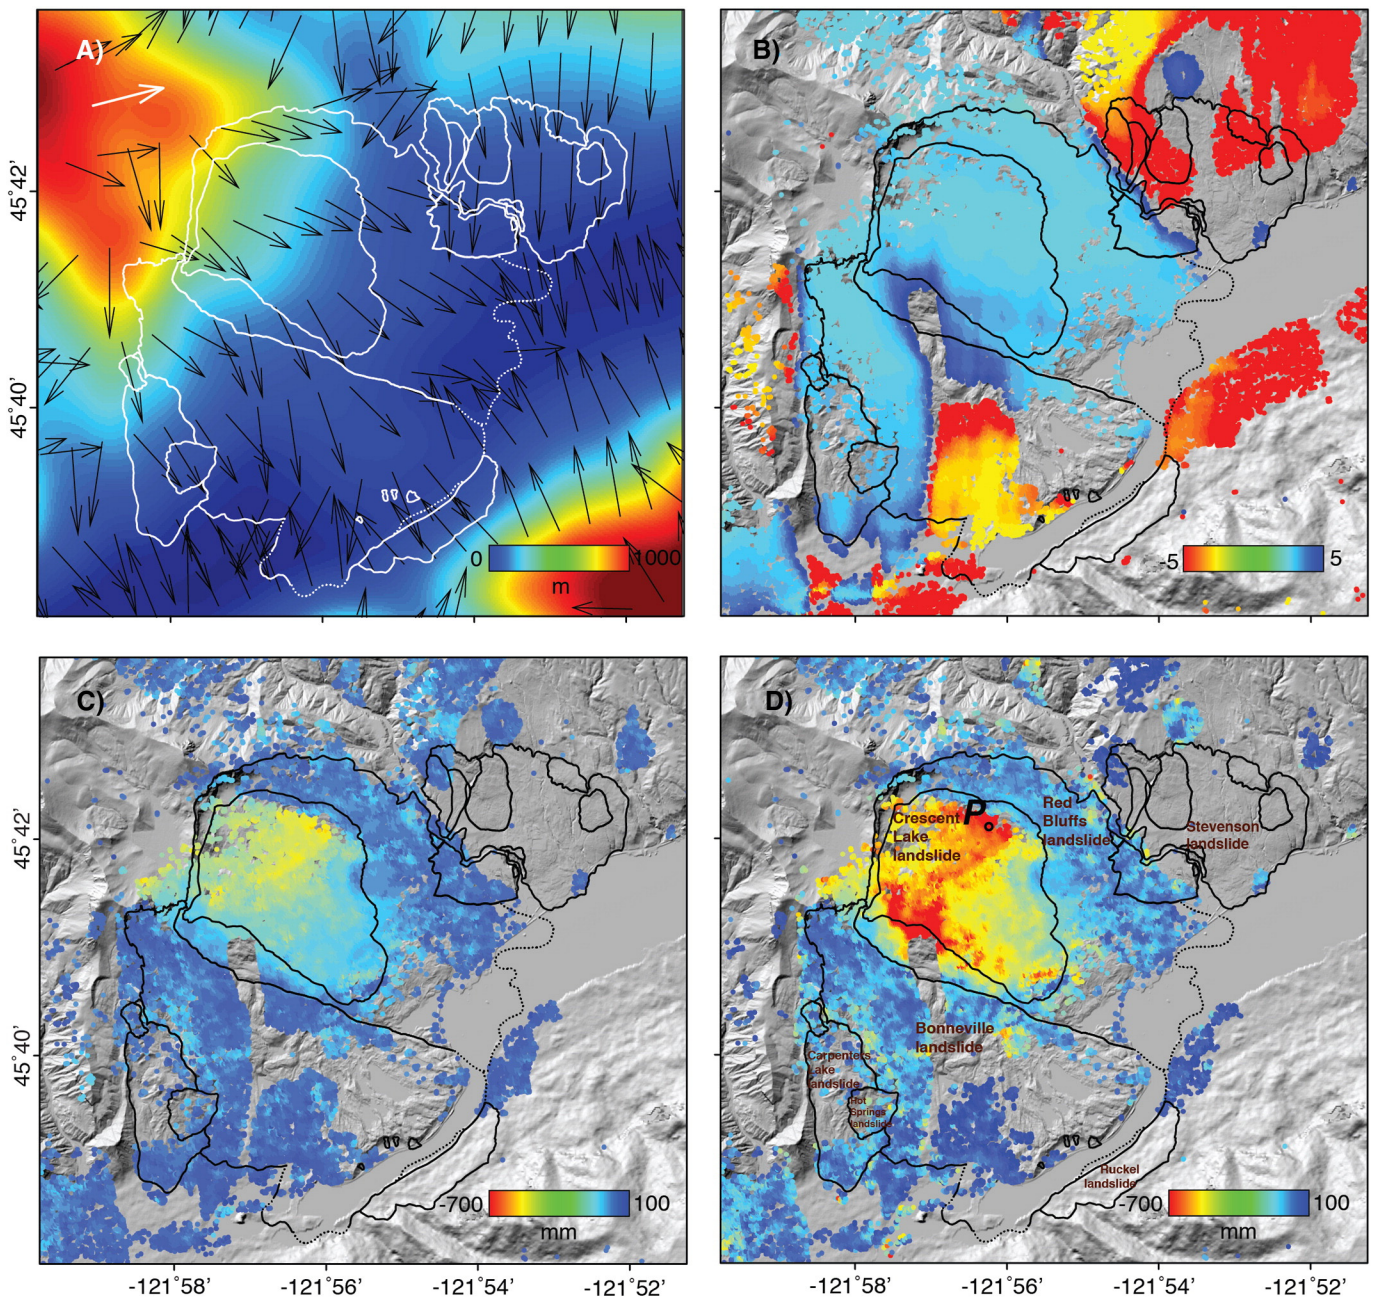 A)
B)
45°42'
45°40'
0
1000
m
-5
5
C)
D)
45°42'
45°40'
P
Crescent
Lake
landslide
Red
Bluffs
landslide
Stevenson
landslide
Bonneville
landslide
Carpenters
Lake
landslide
Hot
Springs
landslide
Ruckel
landslide
-700
100
mm
-700
100
mm
-121°58'
-121°56'
-121°54'
-121°52'
-121°58'
-121°56'
-121°54'
-121°52'